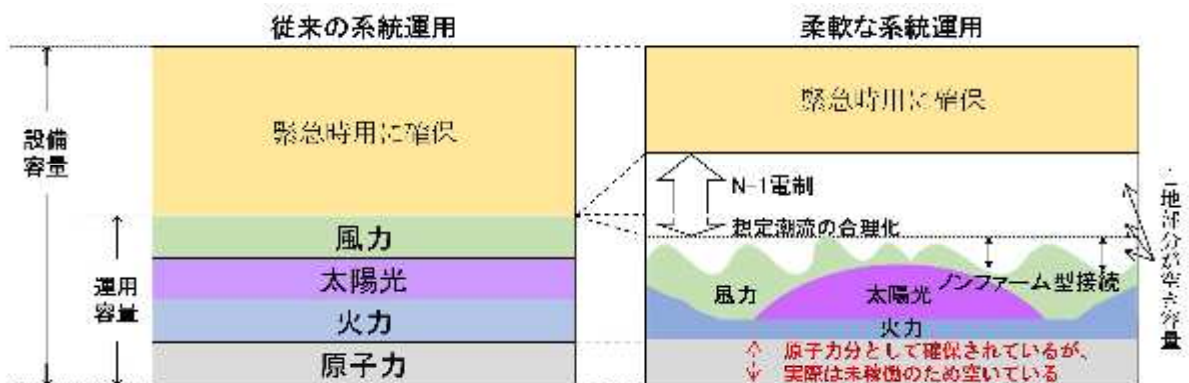 従来の系統運用
柔軟な系統運用
設備
容量
運用
容量
緊急時用に確保
風力
太陽光
火力
原子力
緊急時用に確保
N-1電制
想定潮流の合理化
ノンファーム型接続
風力
太陽光
火力
原子力分として確保されているが、
実際は未稼働のため空いている
地部分が空き容量